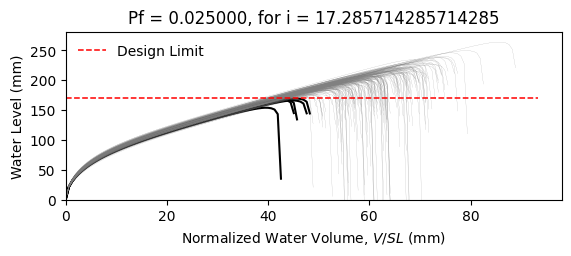 Pf = 0.025000, for i = 17.285714285714285
Water Level (mm)
250
200
150
100
50
0
Design Limit
0 20 40 60 80
Normalized Water Volume, V/SL (mm)